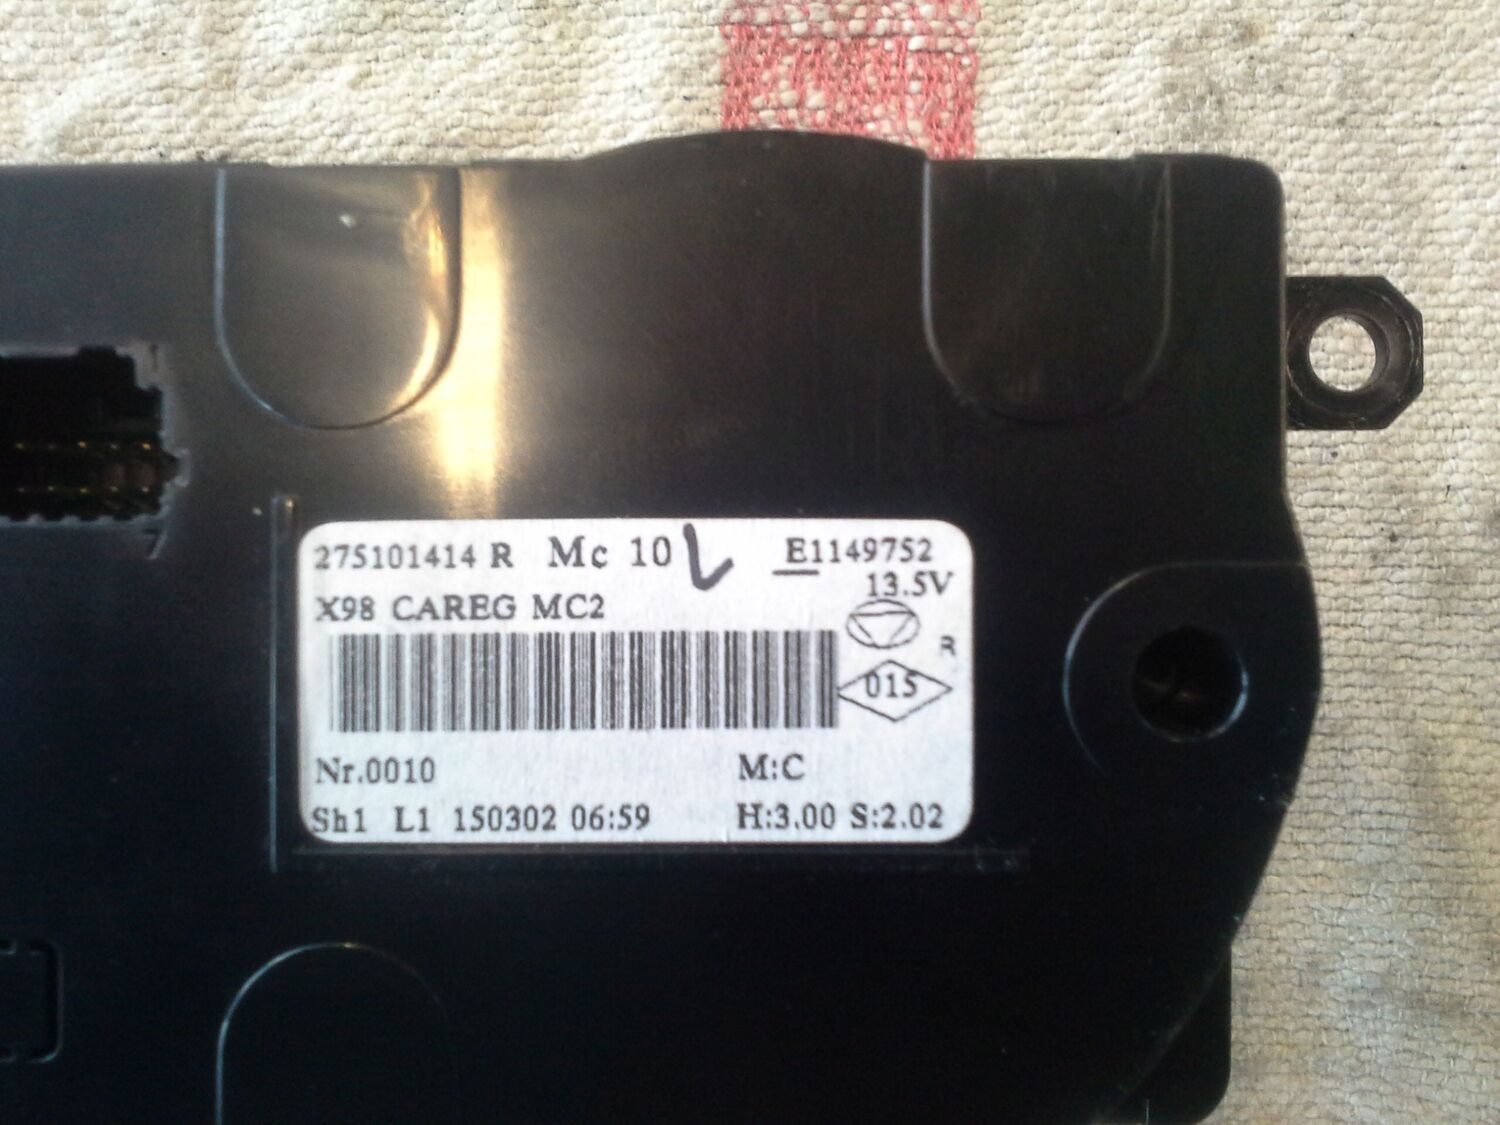 275101414 R Mc 10 E1149752
13.5V
X98 CAREG MC2
R
015
Nr.0010 M:C
Sh1 L1 150302 06:59 H:3.00 S:2.02
7